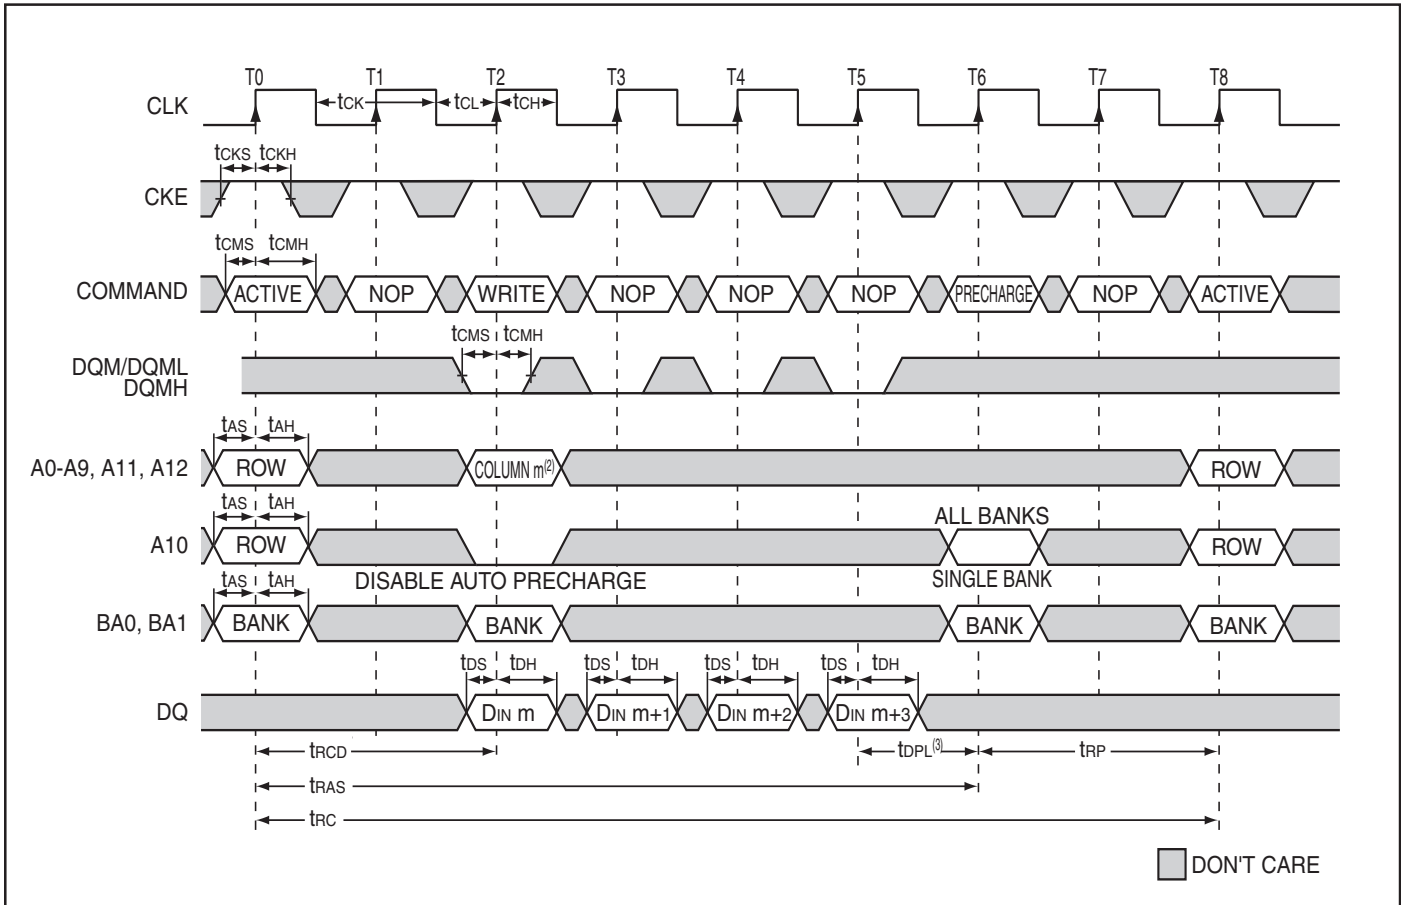 T0 T1 T2 T3 T4 T5 T6 T7 T8
CLK tCK tCL tCH
tCKS tCKH
CKE
tCMS tCMH
COMMAND ACTIVE NOP WRITE NOP NOP NOP PRECHARGE NOP ACTIVE
tCMS tCMH
DQM/DQML
DQMH
tAS tAH
A0-A9, A11, A12 ROW COLUMN m(2) ROW
tAS tAH ALL BANKS
A10 ROW ROW
tAS tAH DISABLE AUTO PRECHARGE SINGLE BANK
BA0, BA1 BANK BANK BANK BANK
tDS tDH tDS tDH tDS tDH tDS tDH
DQ DIN m DIN m+1 DIN m+2 DIN m+3
tRCD tDPL(3) tRP
tRAS
tRC
DON'T CARE